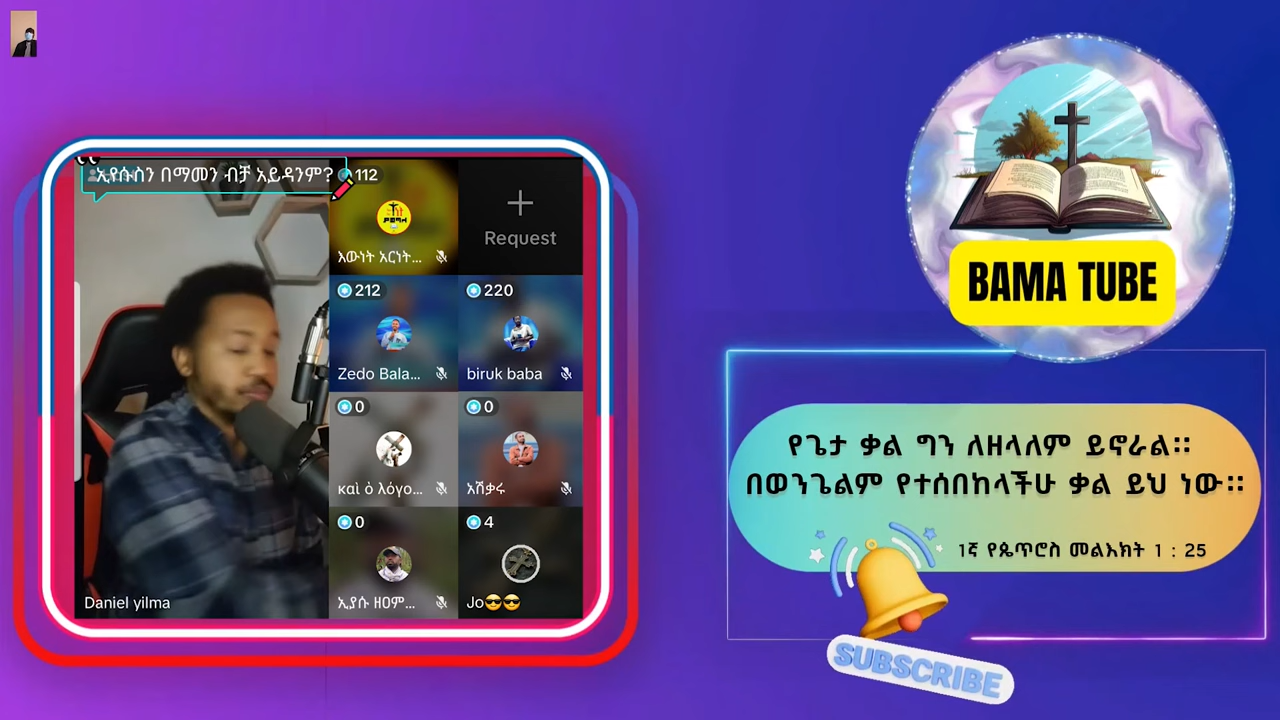 ኢየሱስን በማመን ብቻ አይዳንም?
112
እውነት አርነት...
Request
212
Zedo Bala...
220
biruk baba
0
καὶ ὁ λόγο...
0
አሸቃሩ
0
ኢያሱ ዘዐም...
4
Jo😎😎
Daniel yilma
BAMA TUBE
የጌታ ቃል ግን ለዘላለም ይኖራል።
በወንጌልም የተሰበከላችሁ ቃል ይህ ነው።
1ኛ የጴጥሮስ መልእክት 1 : 25
SUBSCRIBE